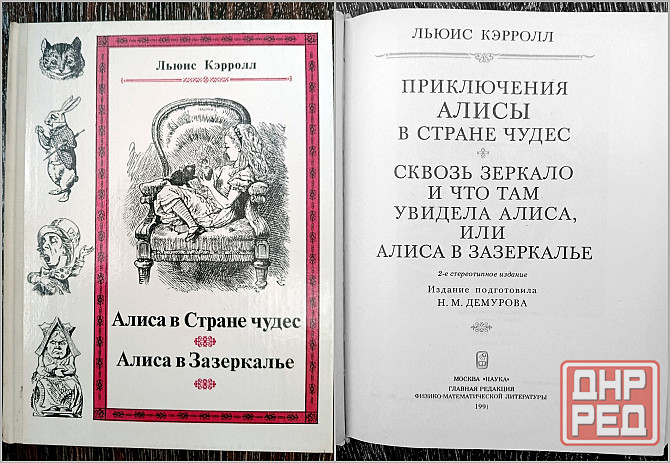 Льюис Кэрролл
Алиса в Стране чудес
Алиса в Зазеркалье
ЛЬЮИС КЭРРОЛЛ
ПРИКЛЮЧЕНИЯ
АЛИСЫ
В СТРАНЕ ЧУДЕС
СКВОЗЬ ЗЕРКАЛО
И ЧТО ТАМ
УВИДЕЛА АЛИСА,
ИЛИ
АЛИСА В ЗАЗЕРКАЛЬЕ
2-е стереотипное издание
Издание подготовила
Н. М. ДЕМУРОВА
МОСКВА «НАУКА»
ГЛАВНАЯ РЕДАКЦИЯ
ФИЗИКО-МАТЕМАТИЧЕСКОЙ ЛИТЕРАТУРЫ
1991
ДНР
РЕД